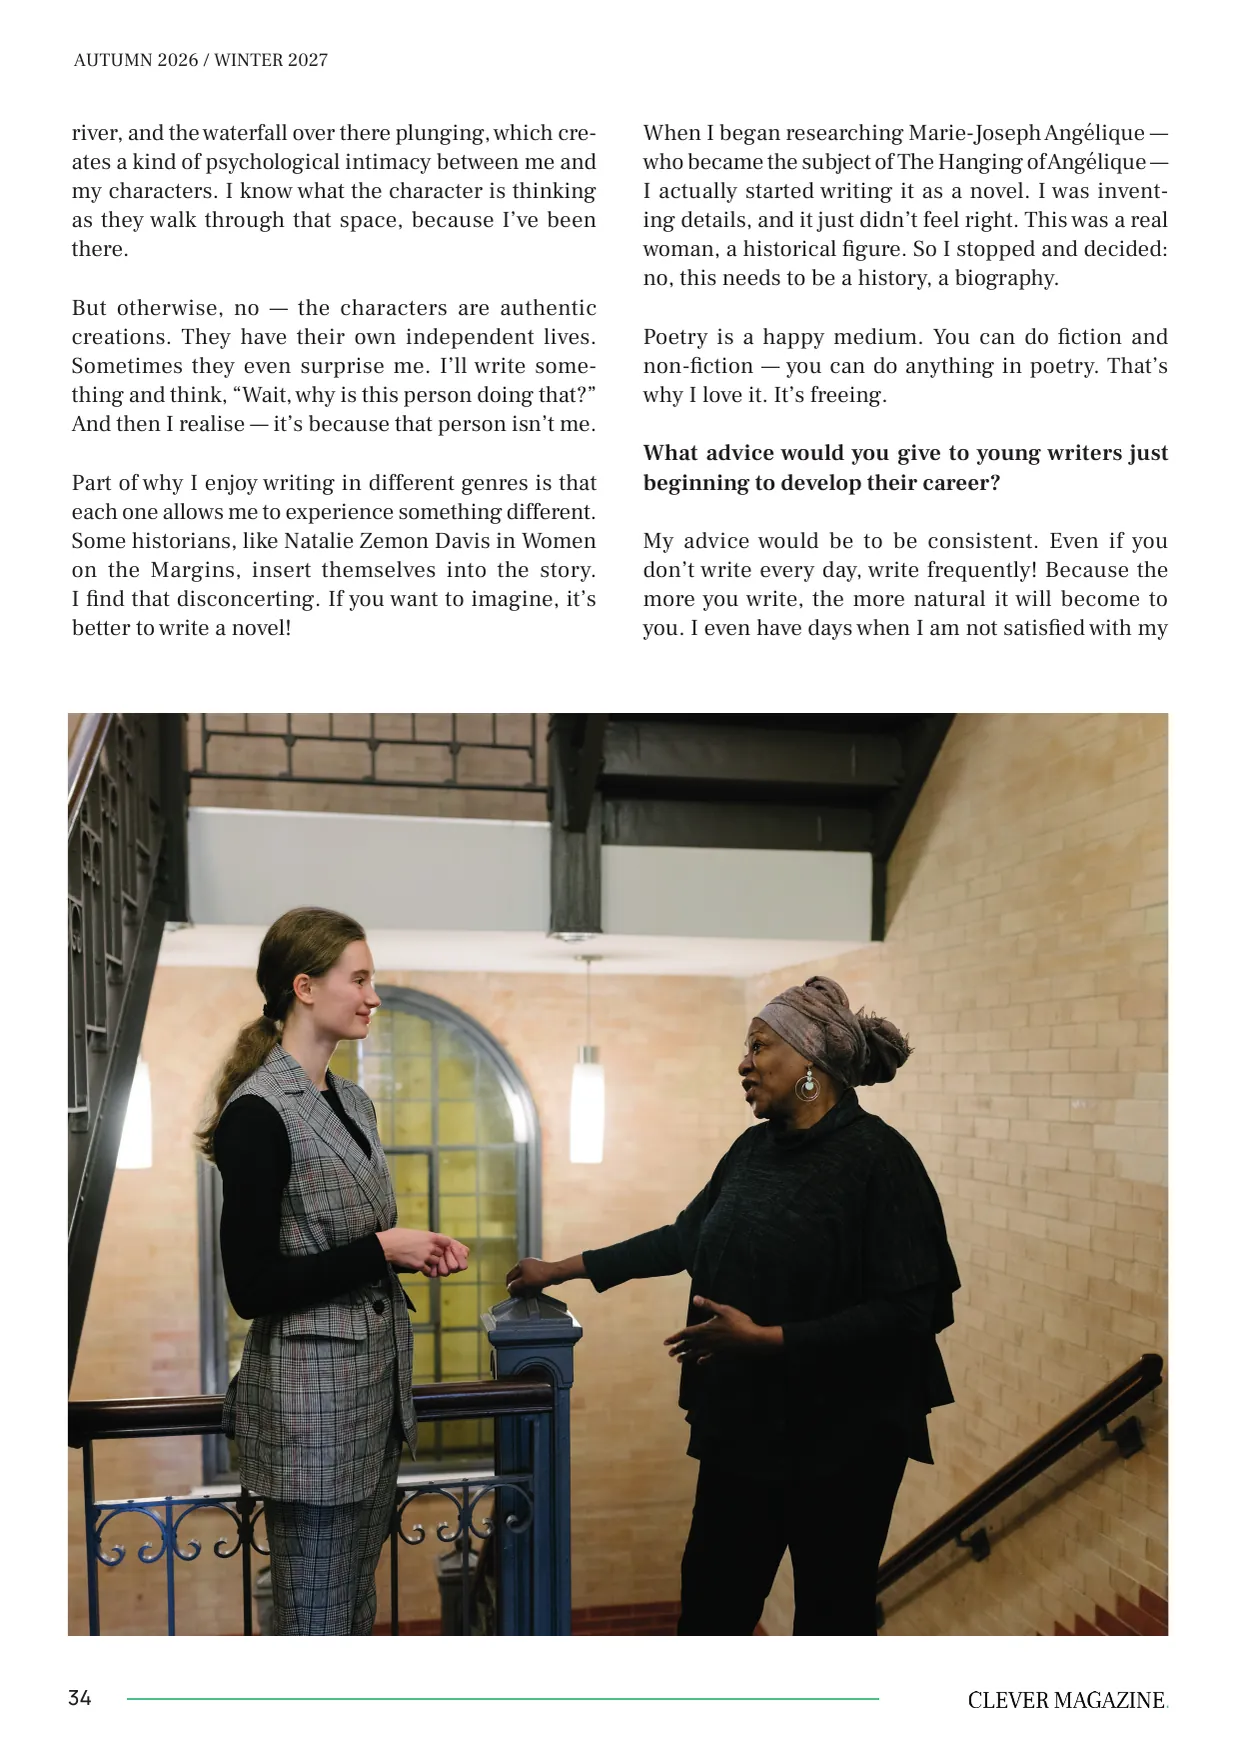 AUTUMN 2026 / WINTER 2027
river, and the waterfall over there plunging, which cre-
ates a kind of psychological intimacy between me and
my characters. I know what the character is thinking
as they walk through that space, because I’ve been
there.
But otherwise, no — the characters are authentic
creations. They have their own independent lives.
Sometimes they even surprise me. I’ll write some-
thing and think, “Wait, why is this person doing that?”
And then I realise — it’s because that person isn’t me.
Part of why I enjoy writing in different genres is that
each one allows me to experience something different.
Some historians, like Natalie Zemon Davis in Women
on the Margins, insert themselves into the story.
I find that disconcerting. If you want to imagine, it’s
better to write a novel!
When I began researching Marie-Joseph Angélique —
who became the subject of The Hanging of Angélique —
I actually started writing it as a novel. I was invent-
ing details, and it just didn’t feel right. This was a real
woman, a historical figure. So I stopped and decided:
no, this needs to be a history, a biography.
Poetry is a happy medium. You can do fiction and
non-fiction — you can do anything in poetry. That’s
why I love it. It’s freeing.
What advice would you give to young writers just
beginning to develop their career?
My advice would be to be consistent. Even if you
don’t write every day, write frequently! Because the
more you write, the more natural it will become to
you. I even have days when I am not satisfied with my
34
CLEVER MAGAZINE